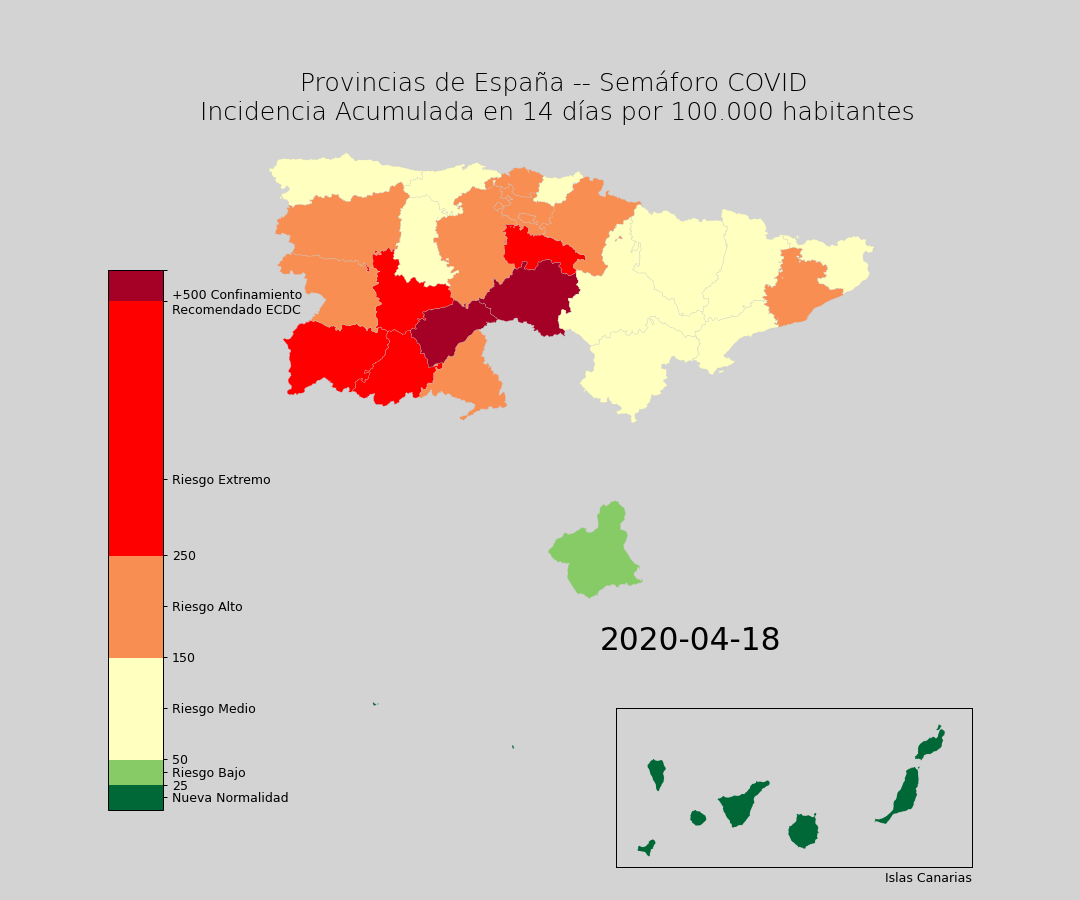 Provincias de España -- Semáforo COVID
Incidencia Acumulada en 14 días por 100.000 habitantes
+500 Confinamiento
Recomendado ECDC
Riesgo Extremo
250
Riesgo Alto
150
Riesgo Medio
50
Riesgo Bajo
25
Nueva Normalidad
2020-04-18
Islas Canarias